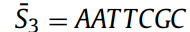 S̄₃ = AATTCGC